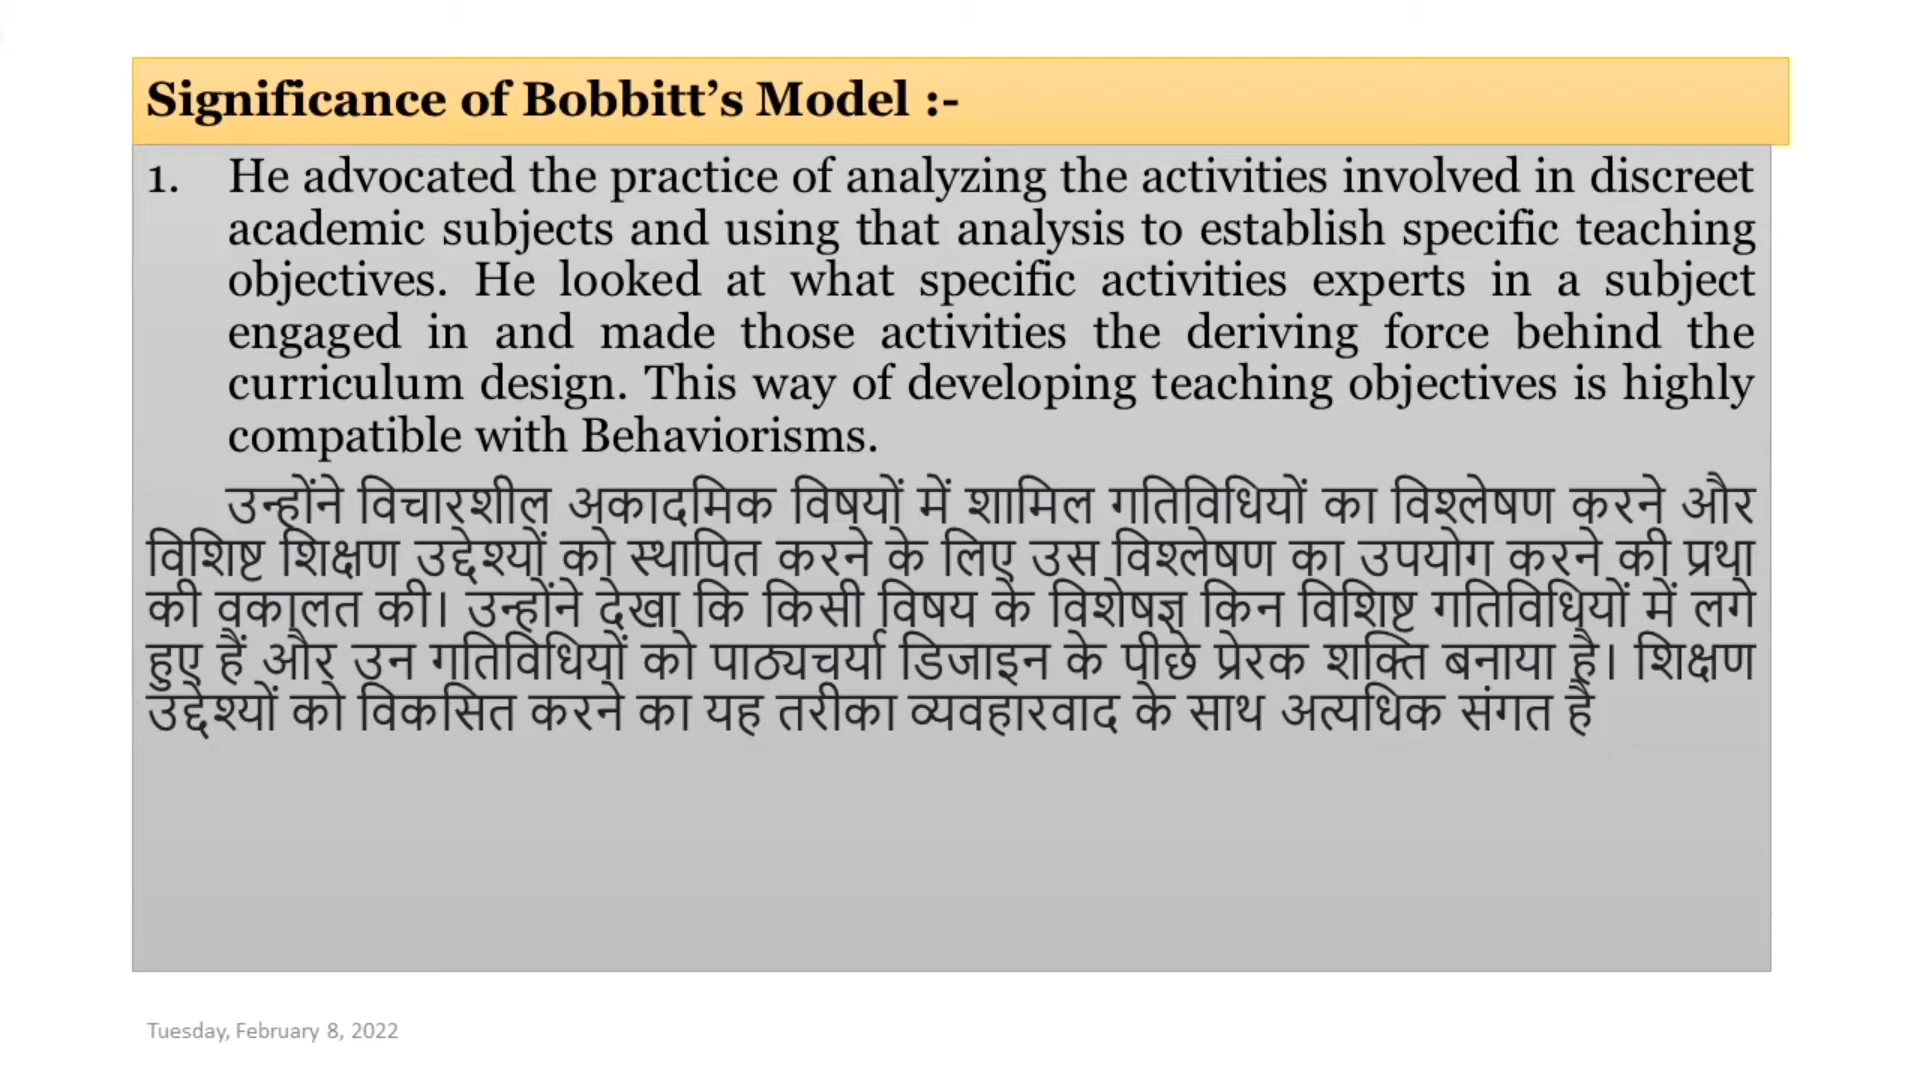 Significance of Bobbitt’s Model :-
1. He advocated the practice of analyzing the activities involved in discreet
academic subjects and using that analysis to establish specific teaching
objectives. He looked at what specific activities experts in a subject
engaged in and made those activities the deriving force behind the
curriculum design. This way of developing teaching objectives is highly
compatible with Behaviorisms.
उन्होंने विचारशील अकादमिक विषयों में शामिल गतिविधियों का विश्लेषण करने और
विशिष्ट शिक्षण उद्देश्यों को स्थापित करने के लिए उस विश्लेषण का उपयोग करने की प्रथा
की वकालत की। उन्होंने देखा कि किसी विषय के विशेषज्ञ किन विशिष्ट गतिविधियों में लगे
हुए हैं और उन गतिविधियों को पाठ्यचर्या डिजाइन के पीछे प्रेरक शक्ति बनाया है। शिक्षण
उद्देश्यों को विकसित करने का यह तरीका व्यवहारवाद के साथ अत्यधिक संगत है
Tuesday, February 8, 2022